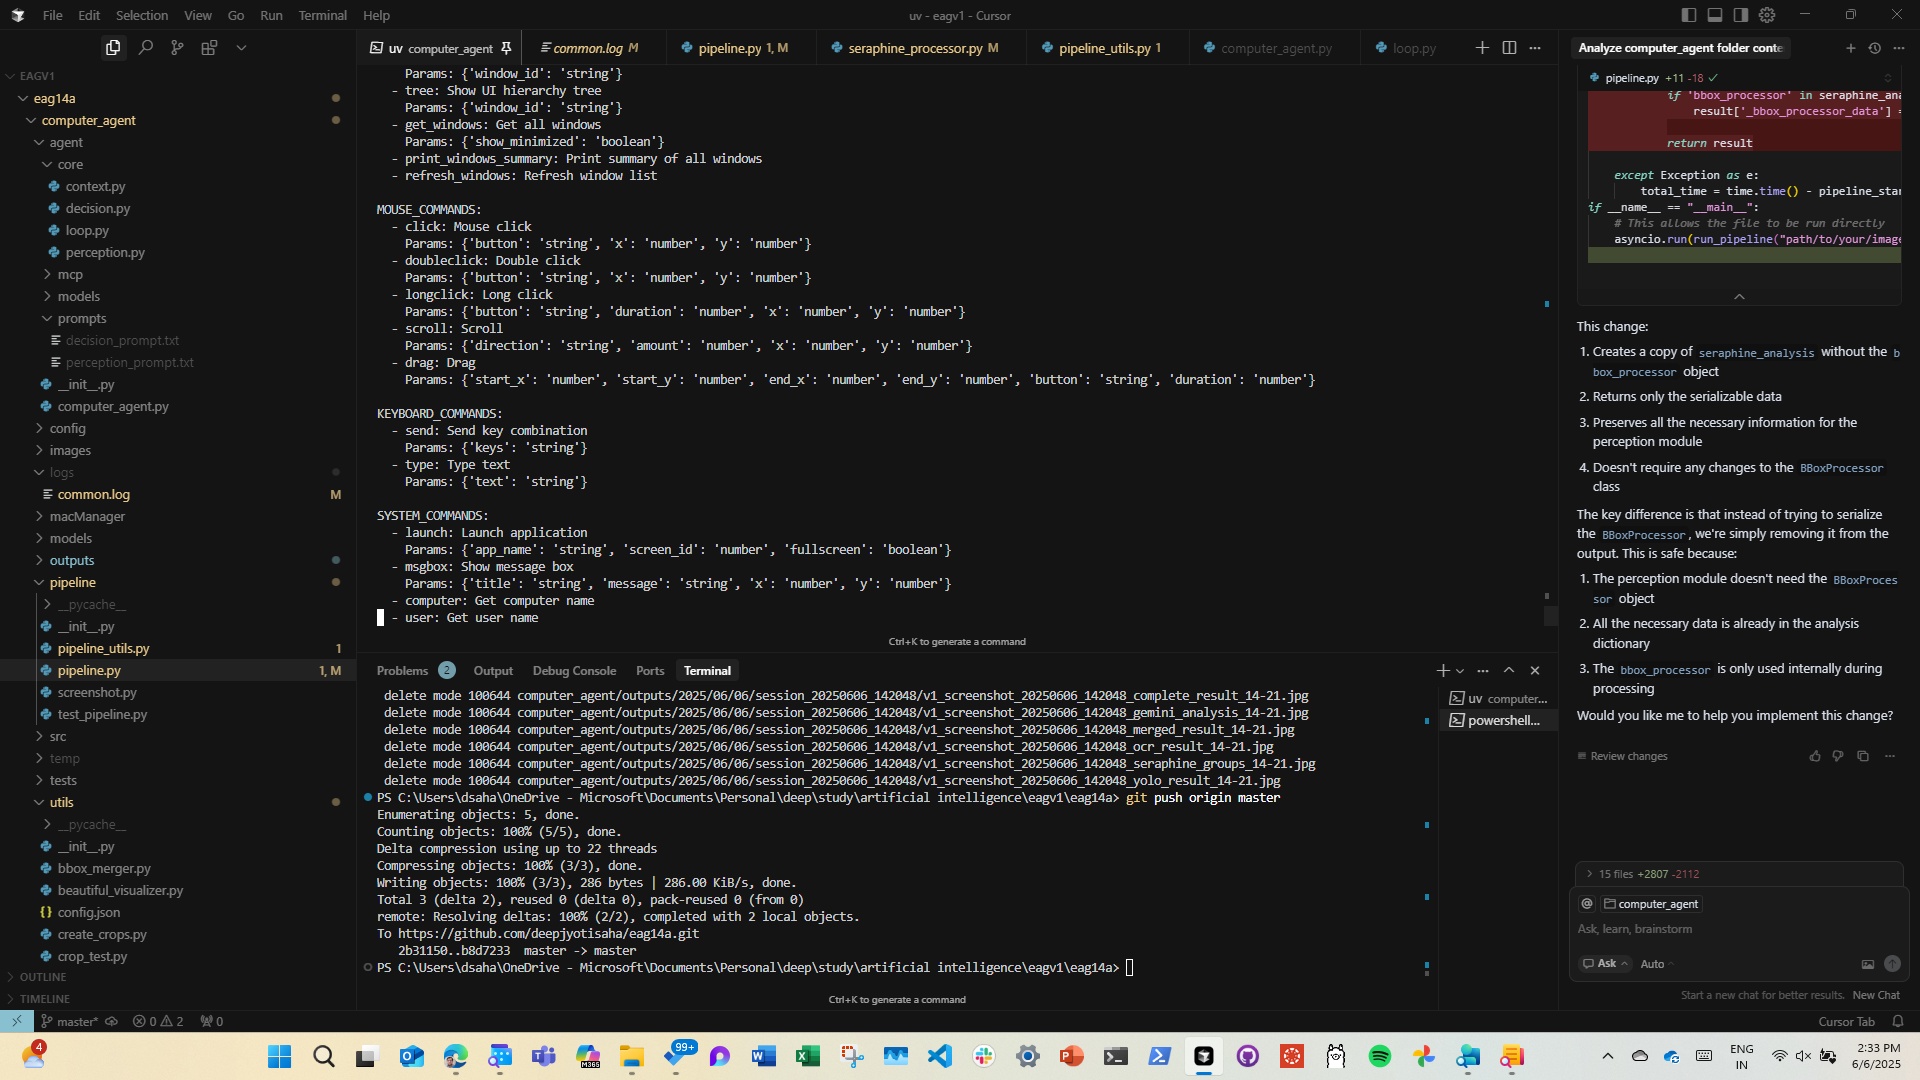 File Edit Selection View Go Run Terminal Help
uv - eagv1 - Cursor
EAGV1
eag14a
computer_agent
agent
core
context.py
decision.py
loop.py
perception.py
mcp
models
prompts
decision_prompt.txt
perception_prompt.txt
__init__.py
computer_agent.py
config
images
logs
common.log M
macManager
models
outputs
pipeline
__pycache__
__init__.py
pipeline_utils.py 1
pipeline.py 1, M
screenshot.py
test_pipeline.py
src
temp
tests
utils
__pycache__
__init__.py
bbox_merger.py
beautiful_visualizer.py
{} config.json
create_crops.py
crop_test.py
OUTLINE
TIMELINE
uv computer_agent common.log M pipeline.py 1, M seraphine_processor.py M pipeline_utils.py 1 computer_agent.py loop.py
Params: {'window_id': 'string'}
- tree: Show UI hierarchy tree
Params: {'window_id': 'string'}
- get_windows: Get all windows
Params: {'show_minimized': 'boolean'}
- print_windows_summary: Print summary of all windows
- refresh_windows: Refresh window list
MOUSE_COMMANDS:
- click: Mouse click
Params: {'button': 'string', 'x': 'number', 'y': 'number'}
- doubleclick: Double click
Params: {'button': 'string', 'x': 'number', 'y': 'number'}
- longclick: Long click
Params: {'button': 'string', 'duration': 'number', 'x': 'number', 'y': 'number'}
- scroll: Scroll
Params: {'direction': 'string', 'amount': 'number', 'x': 'number', 'y': 'number'}
- drag: Drag
Params: {'start_x': 'number', 'start_y': 'number', 'end_x': 'number', 'end_y': 'number', 'button': 'string', 'duration': 'number'}
KEYBOARD_COMMANDS:
- send: Send key combination
Params: {'keys': 'string'}
- type: Type text
Params: {'text': 'string'}
SYSTEM_COMMANDS:
- launch: Launch application
Params: {'app_name': 'string', 'screen_id': 'number', 'fullscreen': 'boolean'}
- msgbox: Show message box
Params: {'title': 'string', 'message': 'string', 'x': 'number', 'y': 'number'}
- computer: Get computer name
- user: Get user name
Ctrl+K to generate a command
Problems 2 Output Debug Console Ports Terminal
delete mode 100644 computer_agent/outputs/2025/06/06/session_20250606_142048/v1_screenshot_20250606_142048_complete_result_14-21.jpg
delete mode 100644 computer_agent/outputs/2025/06/06/session_20250606_142048/v1_screenshot_20250606_142048_gemini_analysis_14-21.jpg
delete mode 100644 computer_agent/outputs/2025/06/06/session_20250606_142048/v1_screenshot_20250606_142048_merged_result_14-21.jpg
delete mode 100644 computer_agent/outputs/2025/06/06/session_20250606_142048/v1_screenshot_20250606_142048_ocr_result_14-21.jpg
delete mode 100644 computer_agent/outputs/2025/06/06/session_20250606_142048/v1_screenshot_20250606_142048_seraphine_groups_14-21.jpg
delete mode 100644 computer_agent/outputs/2025/06/06/session_20250606_142048/v1_screenshot_20250606_142048_yolo_result_14-21.jpg
PS C:\Users\dsaha\OneDrive - Microsoft\Documents\Personal\deep\study\artificial intelligence\eagv1\eag14a> git push origin master
Enumerating objects: 5, done.
Counting objects: 100% (5/5), done.
Delta compression using up to 22 threads
Compressing objects: 100% (3/3), done.
Writing objects: 100% (3/3), 286 bytes | 286.00 KiB/s, done.
Total 3 (delta 2), reused 0 (delta 0), pack-reused 0 (from 0)
remote: Resolving deltas: 100% (2/2), completed with 2 local objects.
To https://github.com/deepjyotisaha/eag14a.git
2b31150..b8d7233 master -> master
PS C:\Users\dsaha\OneDrive - Microsoft\Documents\Personal\deep\study\artificial intelligence\eagv1\eag14a>
Ctrl+K to generate a command
uv computer...
powershell...
Analyze computer_agent folder conte
pipeline.py +11 -18
if 'bbox_processor' in seraphine_ana
result['_bbox_processor_data'] =
return result
except Exception as e:
total_time = time.time() - pipeline_star
if __name__ == "__main__":
# This allows the file to be run directly
asyncio.run(run_pipeline("path/to/your/image
This change:
1. Creates a copy of seraphine_analysis without the b
box_processor object
2. Returns only the serializable data
3. Preserves all the necessary information for the
perception module
4. Doesn't require any changes to the BBoxProcessor
class
The key difference is that instead of trying to serialize
the BBoxProcessor, we're simply removing it from the
output. This is safe because:
1. The perception module doesn't need the BBoxProces
sor object
2. All the necessary data is already in the analysis
dictionary
3. The bbox_processor is only used internally during
processing
Would you like me to help you implement this change?
Review changes
15 files +2807 -2112
@ computer_agent
Ask, learn, brainstorm
Ask Auto
Start a new chat for better results. New Chat
master* 0 2 0
Cursor Tab
4
99+
M365
ENG
IN
2:33 PM
6/6/2025